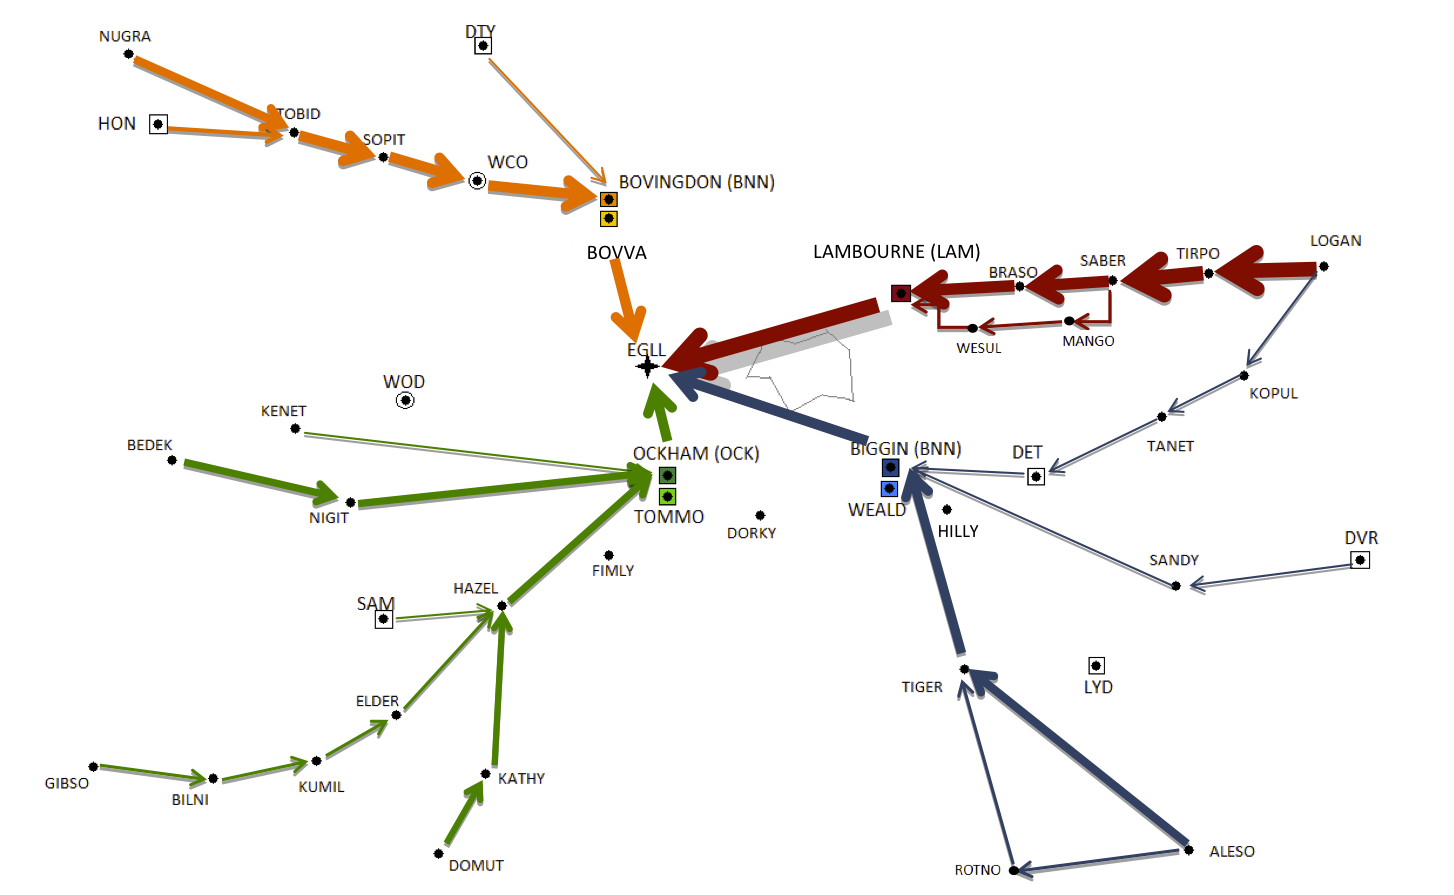 DTY
NUGRA
TOBID
HON
SOPIT
WCO
BOVINGDON (BNN)
BOVVA
LAMBOURNE (LAM)
LOGAN
TIRPO
SABER
BRASO
MANGO
WESUL
EGLL
WOD
KOPUL
KENET
BEDEK
TANET
OCKHAM (OCK)
BIGGIN (BNN)
DET
NIGIT
TOMMO
WEALD
DORKY
HILLY
DVR
FIMLY
SANDY
HAZEL
SAM
TIGER
LYD
ELDER
KATHY
GIBSO
KUMIL
BILNI
ALESO
DOMUT
ROTNO